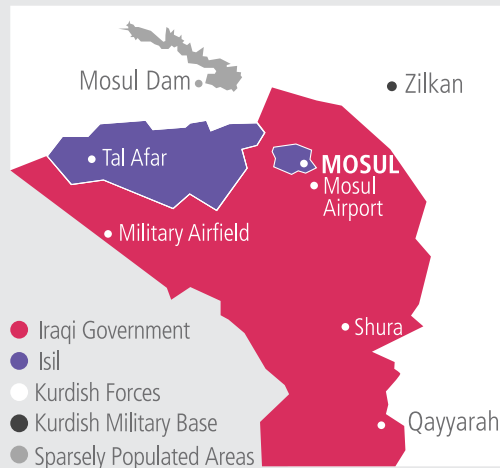 Mosul Dam
Zilkan
Tal Afar
MOSUL
Mosul
Airport
Military Airfield
Shura
Iraqi Government
Isil
Kurdish Forces
Kurdish Military Base
Qayyarah
Sparsely Populated Areas